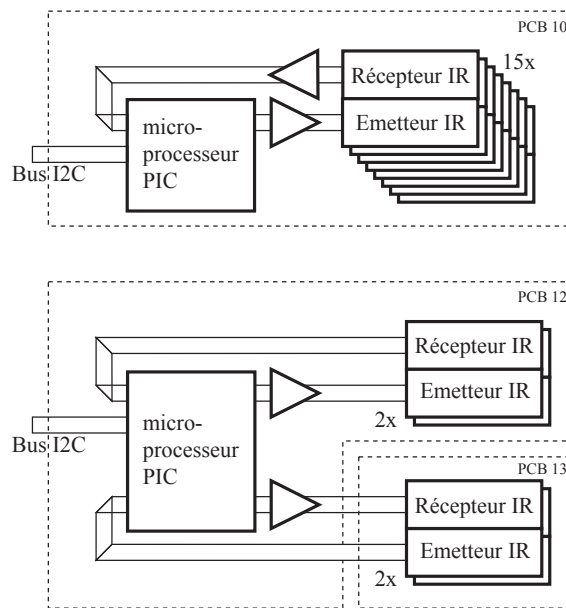 PCB 10
Récepteur IR
15x
Emetteur IR
micro-
processeur
PIC
Bus I2C
PCB 12
Récepteur IR
Emetteur IR
2x
micro-
processeur
PIC
Bus I2C
PCB 13
Récepteur IR
Emetteur IR
2x